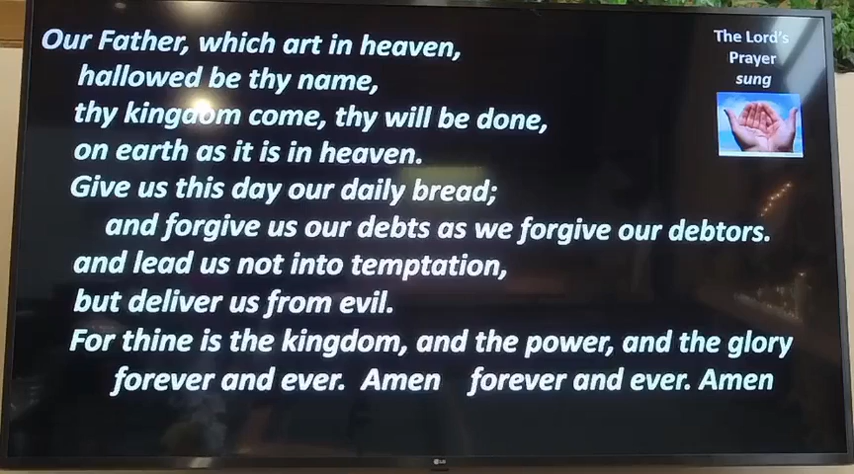 Our Father, which art in heaven,
hallowed be thy name,
thy kingdom come, thy will be done,
on earth as it is in heaven.
Give us this day our daily bread;
and forgive us our debts as we forgive our debtors.
and lead us not into temptation,
but deliver us from evil.
For thine is the kingdom, and the power, and the glory
forever and ever. Amen forever and ever. Amen
The Lord's
Prayer
sung
LG